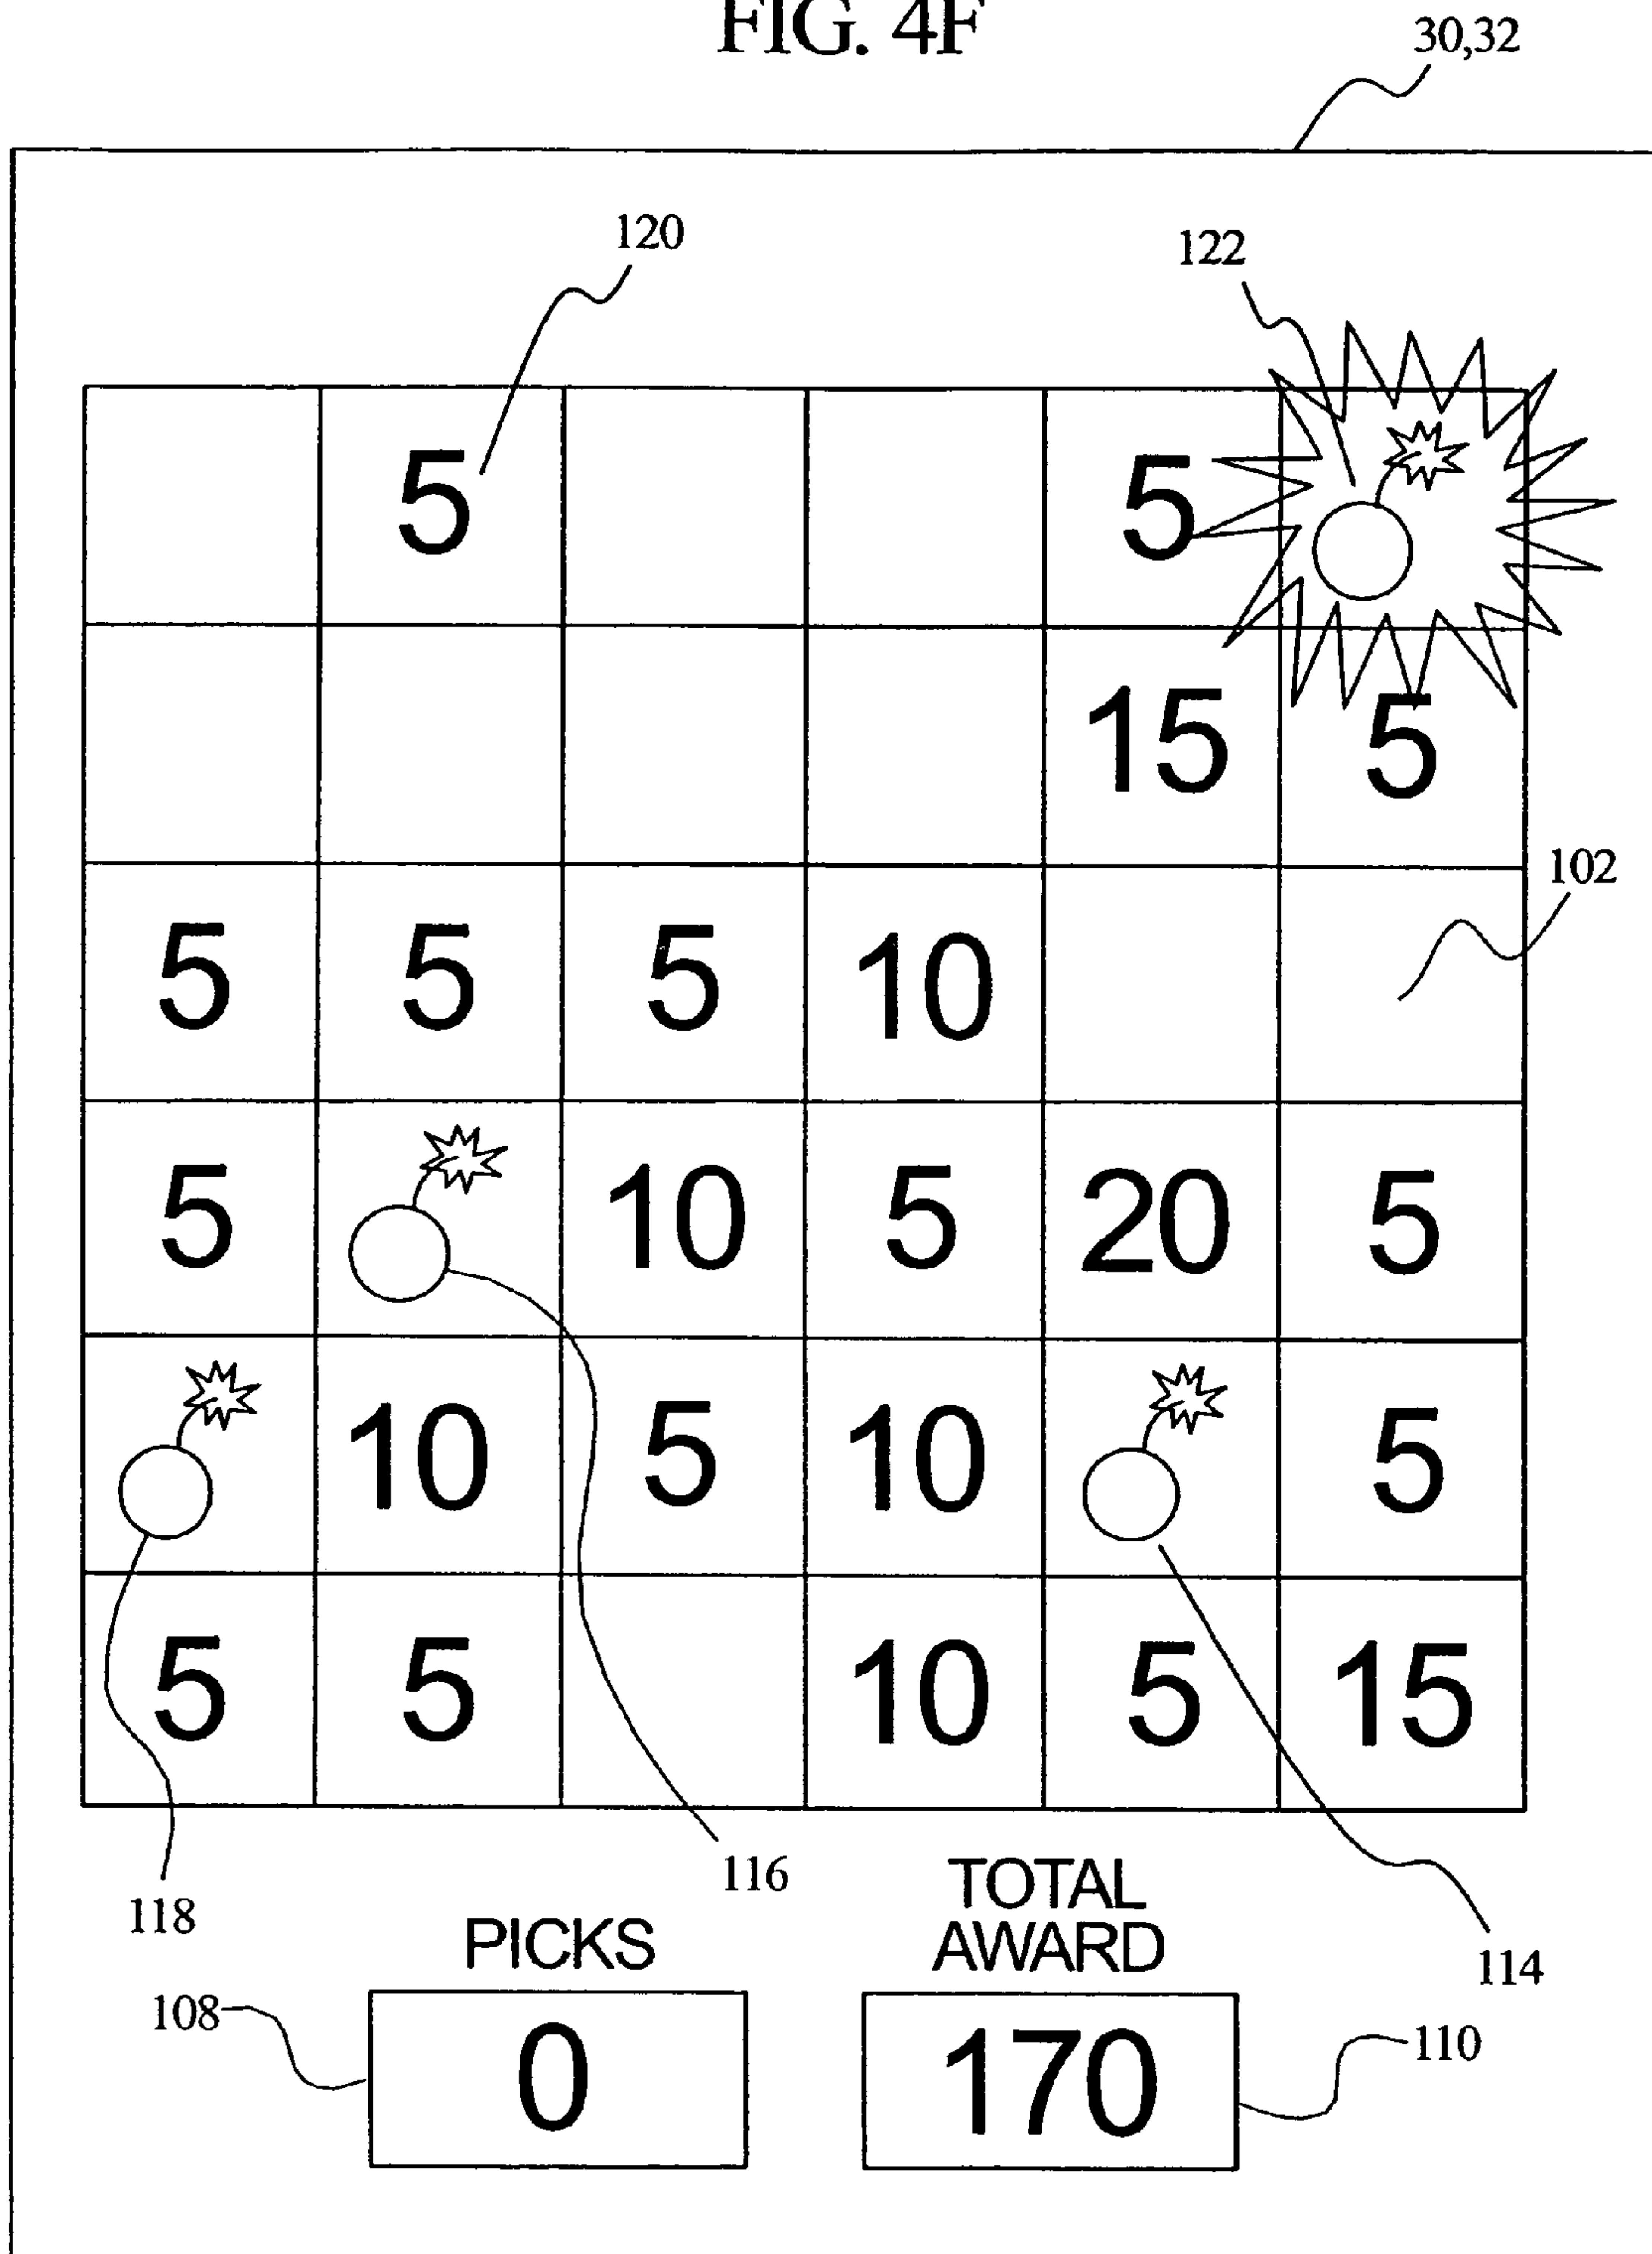 FIG. 4F
30,32
120
122
5 5
15 5
102
5 5 5 10
5 10 5 20 5
10 5 10 5
5 5 10 5 15
116
118
TOTAL
PICKS AWARD
114
108
0 170
110